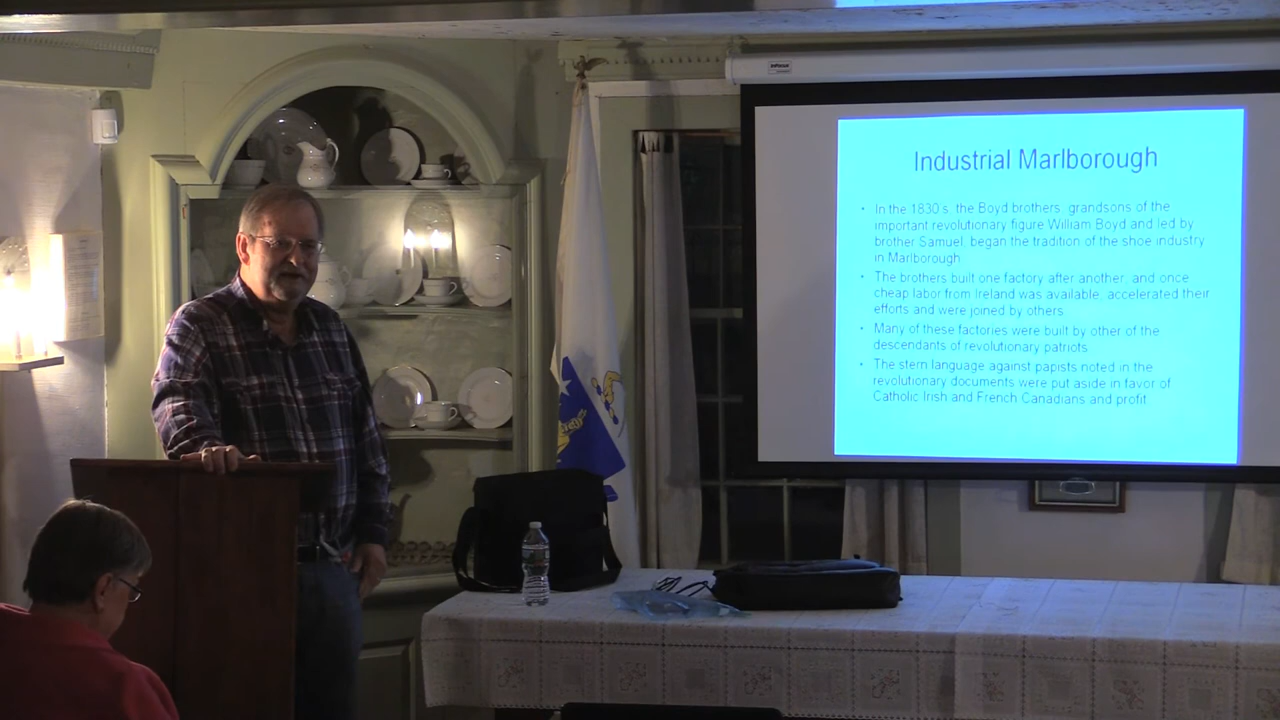 InFocus
Industrial Marlborough
• In the 1830's, the Boyd brothers, grandsons of the
important revolutionary figure William Boyd and led by
brother Samuel, began the tradition of the shoe industry
in Marlborough.
• The brothers built one factory after another, and once
cheap labor from Ireland was available, accelerated their
efforts and were joined by others.
• Many of these factories were built by other of the
descendants of revolutionary patriots.
• The stern language against papists noted in the
revolutionary documents were put aside in favor of
Catholic Irish and French Canadians and profit.